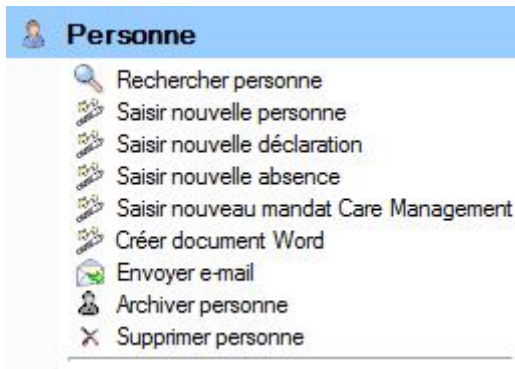 Personne
Rechercher personne
Saisir nouvelle personne
Saisir nouvelle déclaration
Saisir nouvelle absence
Saisir nouveau mandat Care Management
Créer document Word
Envoyer e-mail
Archiver personne
Supprimer personne